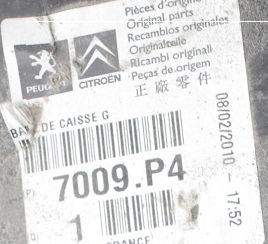 Pièces d'origine
Original parts
Recambios originales
Originalteile
Ricambi originali
Peças de origem
正廠零件
PEUGEOT
CITROËN
DE CAISSE G
7009.P4
1
FRANCE
08/02/2010 - 17:52